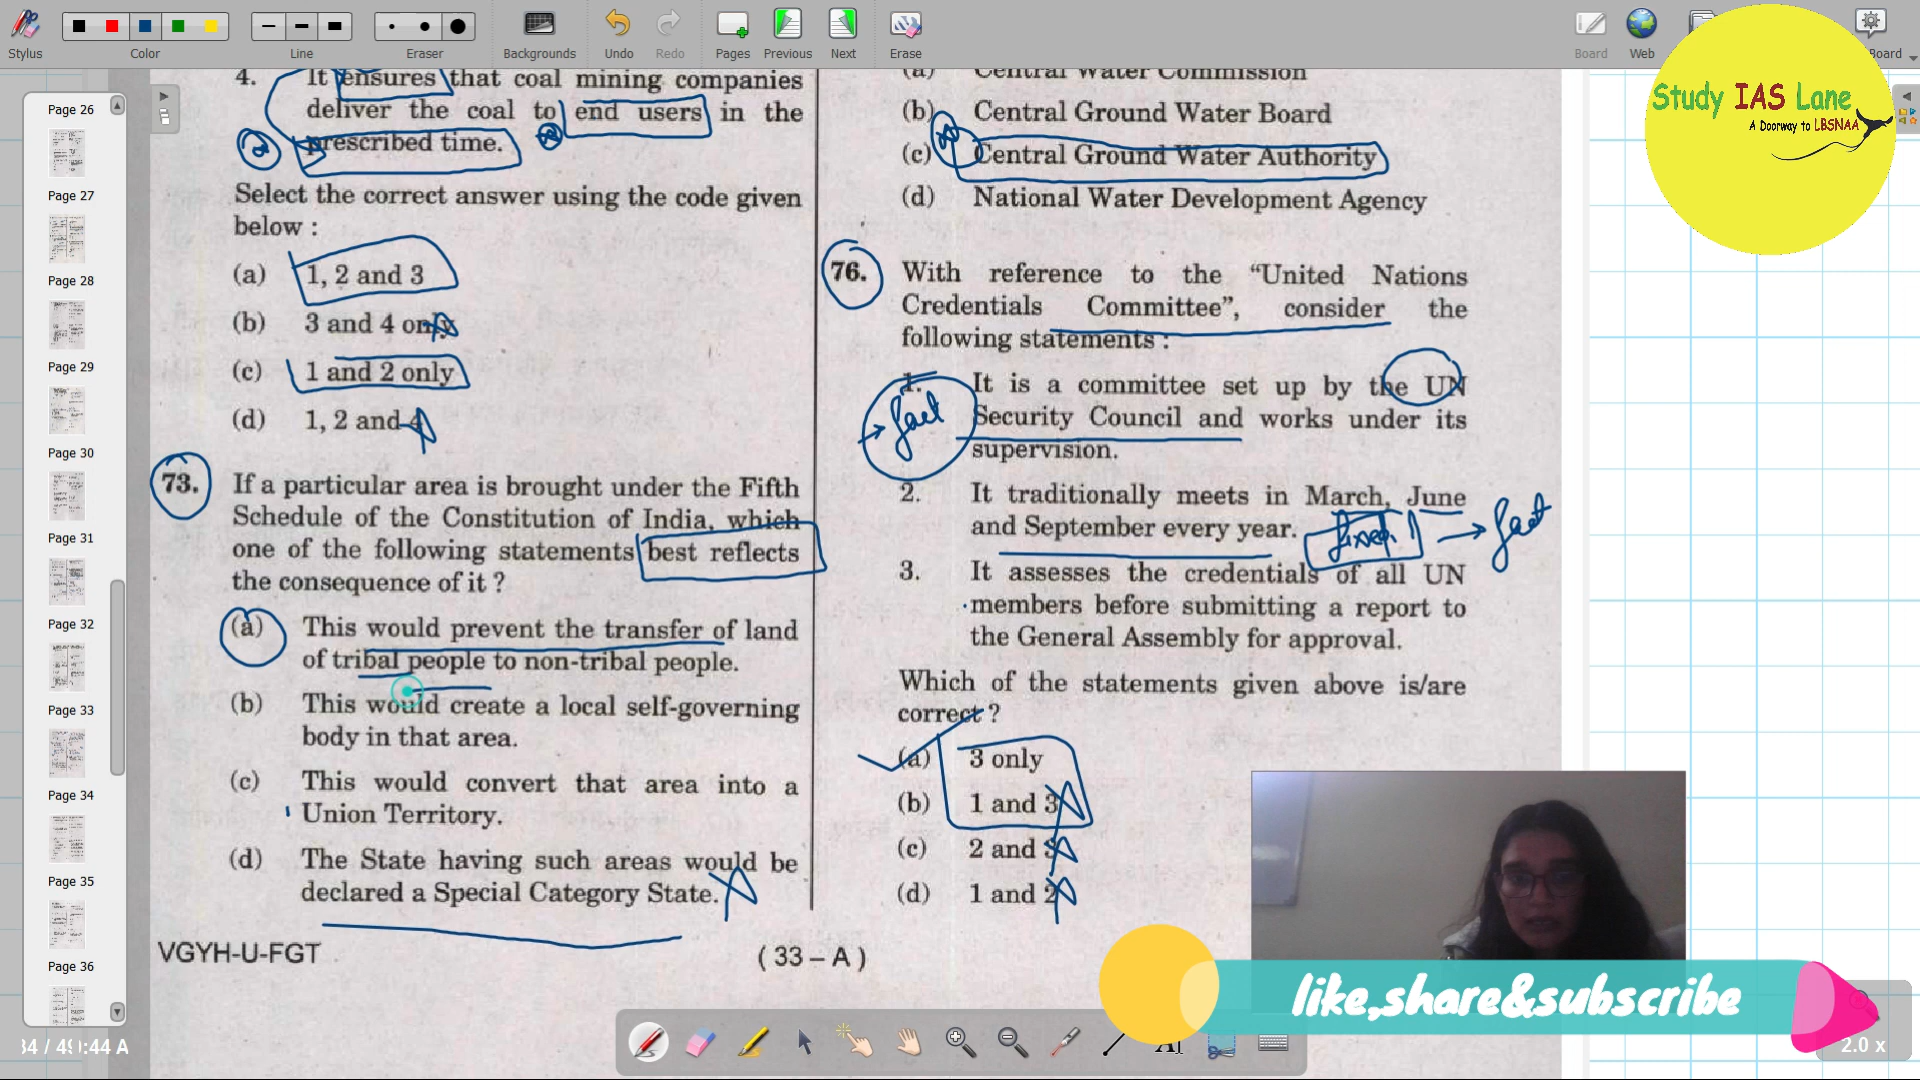 Stylus
Color
Line
Eraser
Backgrounds
Undo
Redo
Pages
Previous
Next
Erase
Board
Web
Board
Study IAS Lane
A Doorway to LBSNAA
Page 26
Page 27
Page 28
Page 29
Page 30
Page 31
Page 32
Page 33
Page 34
Page 35
Page 36
4. It ensures that coal mining companies
deliver the coal to end users in the
prescribed time.
Select the correct answer using the code given
below :
(a) 1, 2 and 3
(b) 3 and 4 only
(c) 1 and 2 only
(d) 1, 2 and 4
73. If a particular area is brought under the Fifth
Schedule of the Constitution of India, which
one of the following statements best reflects
the consequence of it ?
(a) This would prevent the transfer of land
of tribal people to non-tribal people.
(b) This would create a local self-governing
body in that area.
(c) This would convert that area into a
Union Territory.
(d) The State having such areas would be
declared a Special Category State.
VGYH-U-FGT
( 33 – A )
(a) Central Water Commission
(b) Central Ground Water Board
(c) Central Ground Water Authority
(d) National Water Development Agency
76. With reference to the “United Nations
Credentials Committee”, consider the
following statements :
1. It is a committee set up by the UN
Security Council and works under its
supervision.
fact
2. It traditionally meets in March, June
and September every year.
fixed. fact
3. It assesses the credentials of all UN
members before submitting a report to
the General Assembly for approval.
Which of the statements given above is/are
correct ?
(a) 3 only
(b) 1 and 3
(c) 2 and 3
(d) 1 and 2
like,share&subscribe
2.0 x